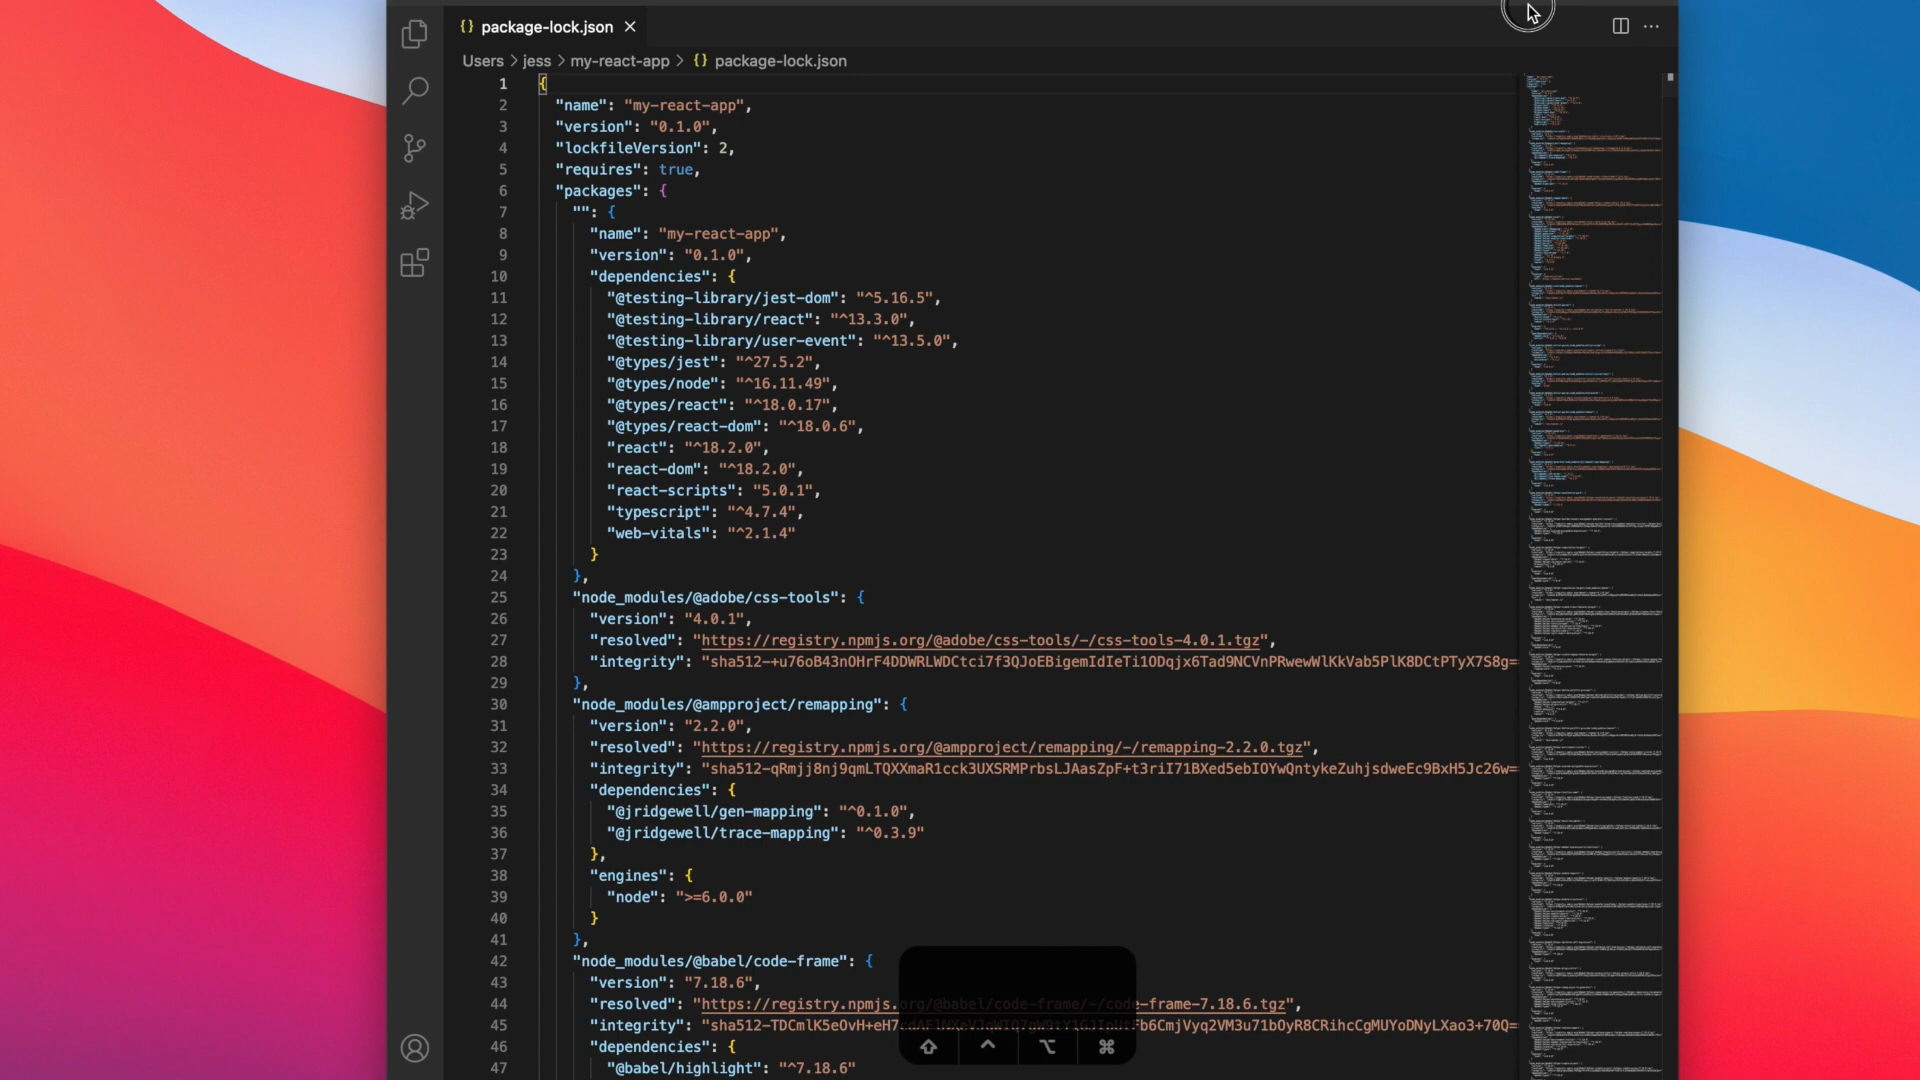 {} package-lock.json ×
Users > jess > my-react-app > {} package-lock.json
1 {
2 "name": "my-react-app",
3 "version": "0.1.0",
4 "lockfileVersion": 2,
5 "requires": true,
6 "packages": {
7 "": {
8 "name": "my-react-app",
9 "version": "0.1.0",
10 "dependencies": {
11 "@testing-library/jest-dom": "^5.16.5",
12 "@testing-library/react": "^13.3.0",
13 "@testing-library/user-event": "^13.5.0",
14 "@types/jest": "^27.5.2",
15 "@types/node": "^16.11.49",
16 "@types/react": "^18.0.17",
17 "@types/react-dom": "^18.0.6",
18 "react": "^18.2.0",
19 "react-dom": "^18.2.0",
20 "react-scripts": "5.0.1",
21 "typescript": "^4.7.4",
22 "web-vitals": "^2.1.4"
23 }
24 },
25 "node_modules/@adobe/css-tools": {
26 "version": "4.0.1",
27 "resolved": "https://registry.npmjs.org/@adobe/css-tools/-/css-tools-4.0.1.tgz",
28 "integrity": "sha512-+u76oB43nOHrF4DDWRLWDCtci7f3QJoEBigemIdIeTi1ODqjx6Tad9NCVnPRwewWlKkVab5PlK8DCtPTyX7S8g==
29 },
30 "node_modules/@ampproject/remapping": {
31 "version": "2.2.0",
32 "resolved": "https://registry.npmjs.org/@ampproject/remapping/-/remapping-2.2.0.tgz",
33 "integrity": "sha512-qRmjj8nj9qmLTQXXmaR1cck3UXSRMPrbsLJAasZpF+t3riI71BXed5ebIOYwQntykeZuhjsdweEc9BxH5Jc26w==
34 "dependencies": {
35 "@jridgewell/gen-mapping": "^0.1.0",
36 "@jridgewell/trace-mapping": "^0.3.9"
37 },
38 "engines": {
39 "node": ">=6.0.0"
40 }
41 },
42 "node_modules/@babel/code-frame": {
43 "version": "7.18.6",
44 "resolved": "https://registry.npmjs.org/@babel/code-frame/-/code-frame-7.18.6.tgz",
45 "integrity":
46 "dependencies": {
47 "@babel/highlight": "^7.18.6"